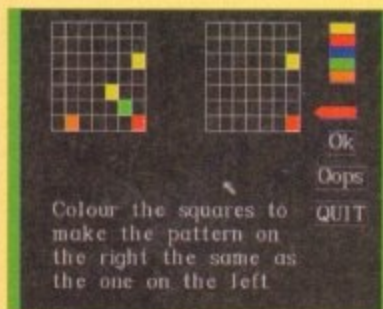 Ok
Oops
QUIT
Colour the squares to
make the pattern on
the right the same as
the one on the left